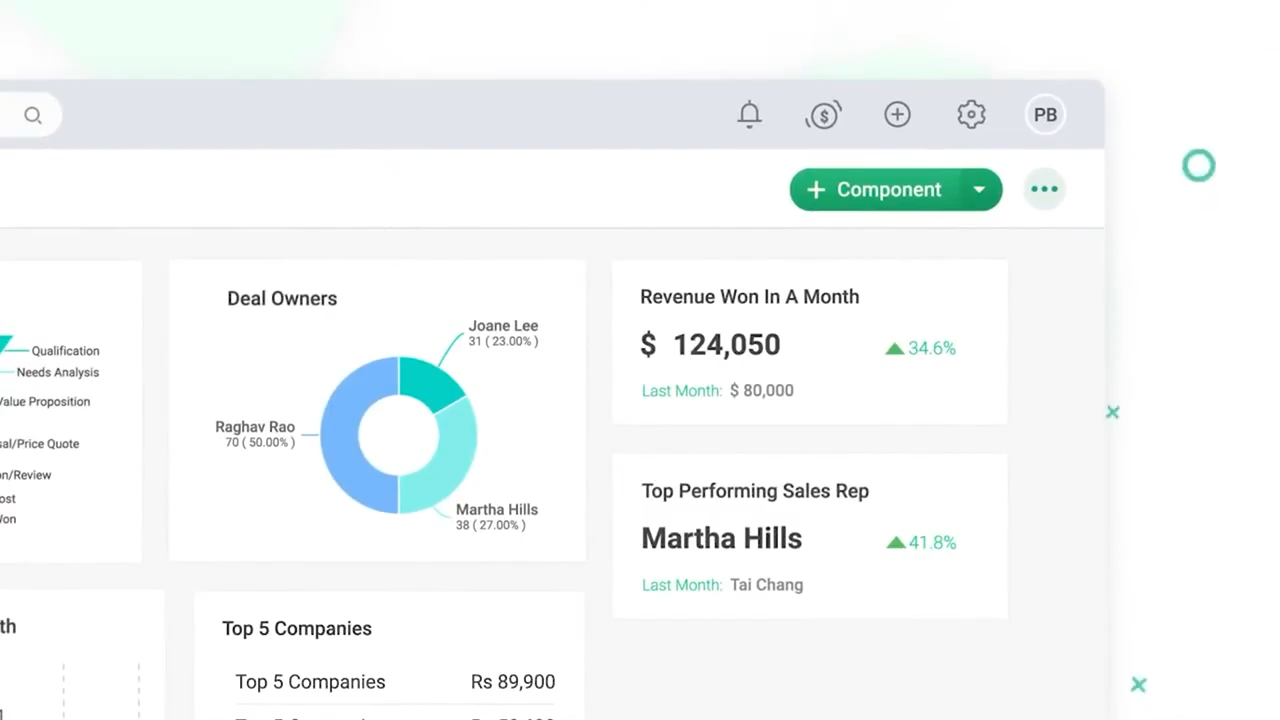 PB
+ Component
Qualification
Needs Analysis
Value Proposition
sal/Price Quote
on/Review
ost
Won
Deal Owners
Joane Lee
31 ( 23.00% )
Raghav Rao
70 ( 50.00% )
Martha Hills
38 ( 27.00% )
Revenue Won In A Month
$ 124,050
34.6%
Last Month: $ 80,000
Top Performing Sales Rep
Martha Hills
41.8%
Last Month: Tai Chang
th
Top 5 Companies
Top 5 Companies Rs 89,900